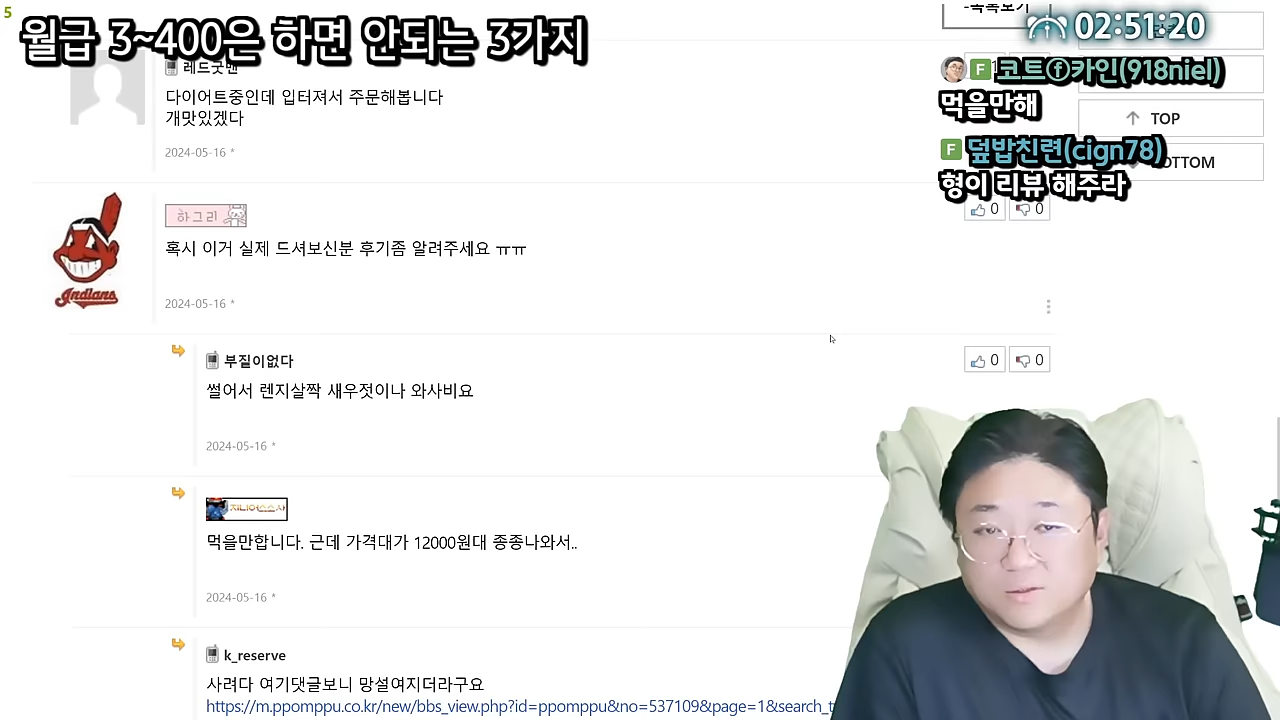 5
월급 3~400은 하면 안되는 3가지
02:51:20
F 코트ⓕ카인(918niel)
먹을만해
F 덮밥친련(cign78)
형이 리뷰 해주라
TOP
레드굿맨
다이어트중인데 입터져서 주문해봅니다
개맛있겠다
2024-05-16 *
하그리
0 0
Indians
혹시 이거 실제 드셔보신분 후기좀 알려주세요 ㅠㅠ
2024-05-16 *
부질이없다
0 0
썰어서 렌지살짝 새우젓이나 와사비요
2024-05-16 *
먹을만합니다. 근데 가격대가 12000원대 종종나와서..
2024-05-16 *
k_reserve
사려다 여기댓글보니 망설여지더라구요
https://m.ppomppu.co.kr/new/bbs_view.php?id=ppomppu&no=537109&page=1&search_t